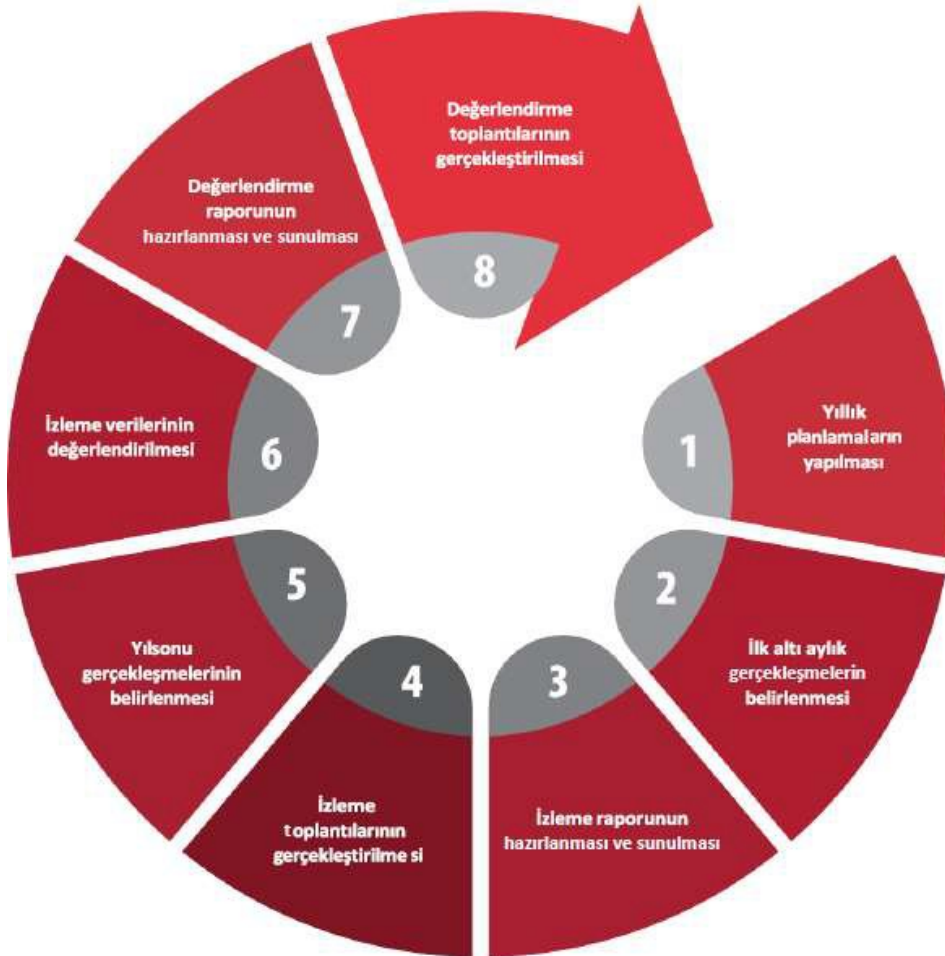 1
Yıllık
planlamaların
yapılması
2
İlk altı aylık
gerçekleşmelerin
belirlenmesi
3
İzleme raporunun
hazırlanması ve sunulması
4
İzleme
toplantılarının
gerçekleştirilme si
5
Yılsonu
gerçekleşmelerinin
belirlenmesi
6
İzleme verilerinin
değerlendirilmesi
7
Değerlendirme
raporunun
hazırlanması ve sunulması
8
Değerlendirme
toplantılarının
gerçekleştirilmesi